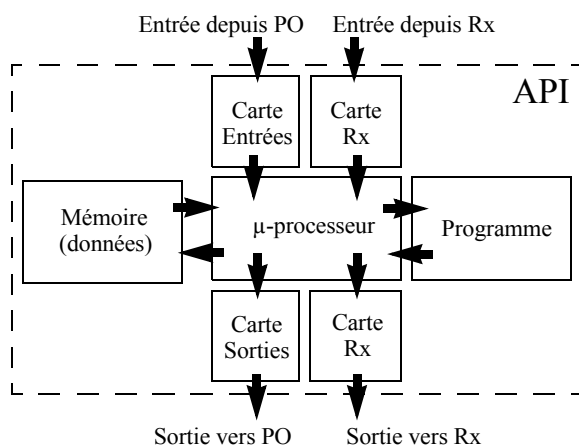 Entrée depuis PO
Entrée depuis Rx
API
Carte
Entrées
Carte
Rx
Mémoire
(données)
µ-processeur
Programme
Carte
Sorties
Carte
Rx
Sortie vers PO
Sortie vers Rx